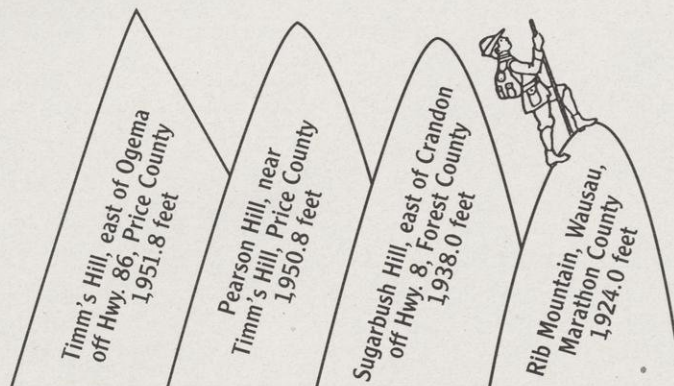 Timm's Hill, east of Ogema
off Hwy. 86, Price County
1,951.8 feet
Pearson Hill, near
Timm's Hill, Price County
1,950.8 feet
Sugarbush Hill, east of Crandon
off Hwy. 8, Forest County
1,938.0 feet
Rib Mountain, Wausau,
Marathon County
1,924.0 feet